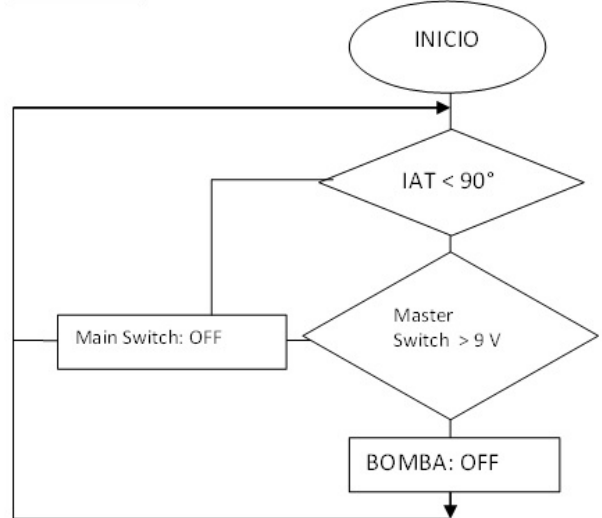 INICIO
IAT < 90°
Master
Switch > 9 V
Main Switch: OFF
BOMBA: OFF